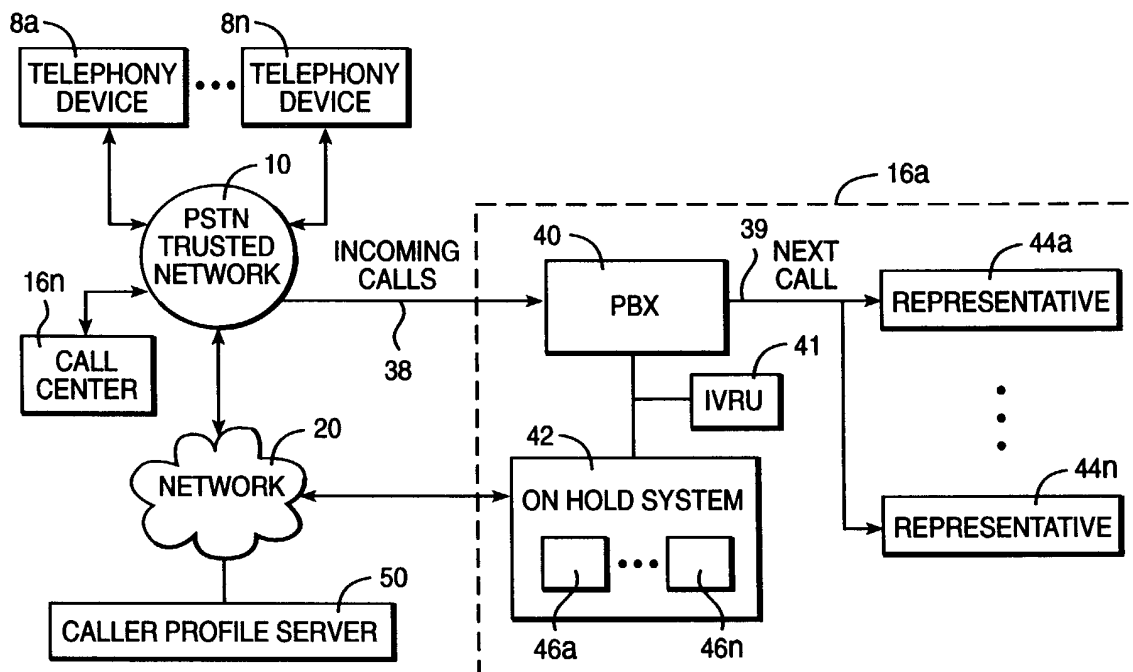 8a
8n
TELEPHONY
DEVICE
TELEPHONY
DEVICE
10
PSTN
TRUSTED
NETWORK
16n
CALL
CENTER
INCOMING
CALLS
38
16a
40
PBX
39
NEXT
CALL
44a
REPRESENTATIVE
41
IVRU
20
NETWORK
42
ON HOLD SYSTEM
44n
REPRESENTATIVE
46a
46n
50
CALLER PROFILE SERVER